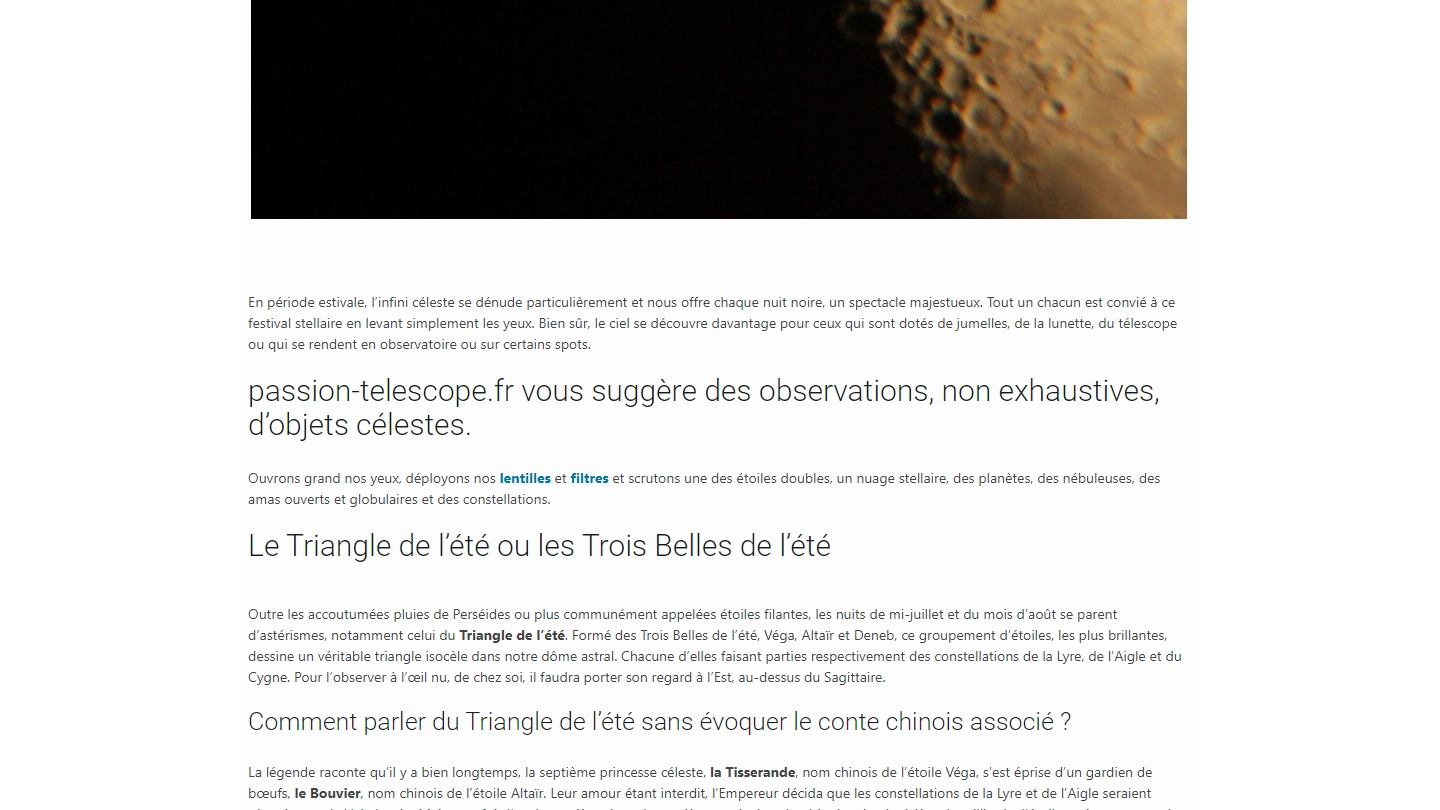 En période estivale, l’infini céleste se dénude particulièrement et nous offre chaque nuit noire, un spectacle majestueux. Tout un chacun est convié à ce
festival stellaire en levant simplement les yeux. Bien sûr, le ciel se découvre davantage pour ceux qui sont dotés de jumelles, de la lunette, du télescope
ou qui se rendent en observatoire ou sur certains spots.
passion-telescope.fr vous suggère des observations, non exhaustives,
d’objets célestes.
Ouvrons grand nos yeux, déployons nos lentilles et filtres et scrutons une des étoiles doubles, un nuage stellaire, des planètes, des nébuleuses, des
amas ouverts et globulaires et des constellations.
Le Triangle de l’été ou les Trois Belles de l’été
Outre les accoutumées pluies de Perséides ou plus communément appelées étoiles filantes, les nuits de mi-juillet et du mois d’août se parent
d’astérismes, notamment celui du Triangle de l’été. Formé des Trois Belles de l’été, Véga, Altaïr et Deneb, ce groupement d’étoiles, les plus brillantes,
dessine un véritable triangle isocèle dans notre dôme astral. Chacune d’elles faisant parties respectivement des constellations de la Lyre, de l’Aigle et du
Cygne. Pour l’observer à l’œil nu, de chez soi, il faudra porter son regard à l’Est, au-dessus du Sagittaire.
Comment parler du Triangle de l’été sans évoquer le conte chinois associé ?
La légende raconte qu’il y a bien longtemps, la septième princesse céleste, la Tisserande, nom chinois de l’étoile Véga, s’est éprise d’un gardien de
bœufs, le Bouvier, nom chinois de l’étoile Altaïr. Leur amour étant interdit, l’Empereur décida que les constellations de la Lyre et de l’Aigle seraient